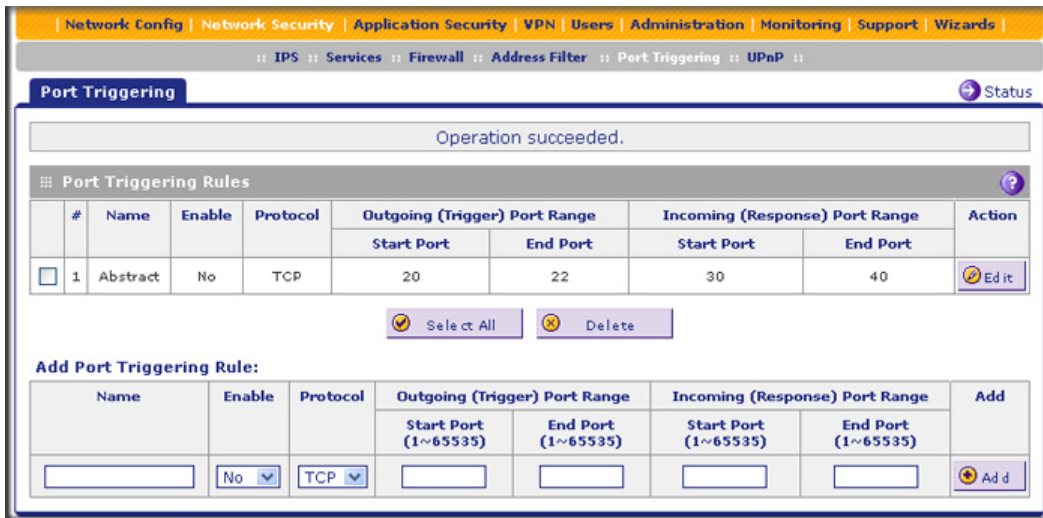 | Network Config | Network Security | Application Security | VPN | Users | Administration | Monitoring | Support | Wizards |
:: IPS :: Services :: Firewall :: Address Filter :: Port Triggering :: UPnP ::
Port Triggering
Status
Operation succeeded.
Port Triggering Rules
?
# Name Enable Protocol Outgoing (Trigger) Port Range Incoming (Response) Port Range Action
Start Port End Port Start Port End Port
1 Abstract No TCP 20 22 30 40 Edit
Select All Delete
Add Port Triggering Rule:
Name Enable Protocol Outgoing (Trigger) Port Range Incoming (Response) Port Range Add
Start Port End Port Start Port End Port
(1~65535) (1~65535) (1~65535) (1~65535)
No TCP Add